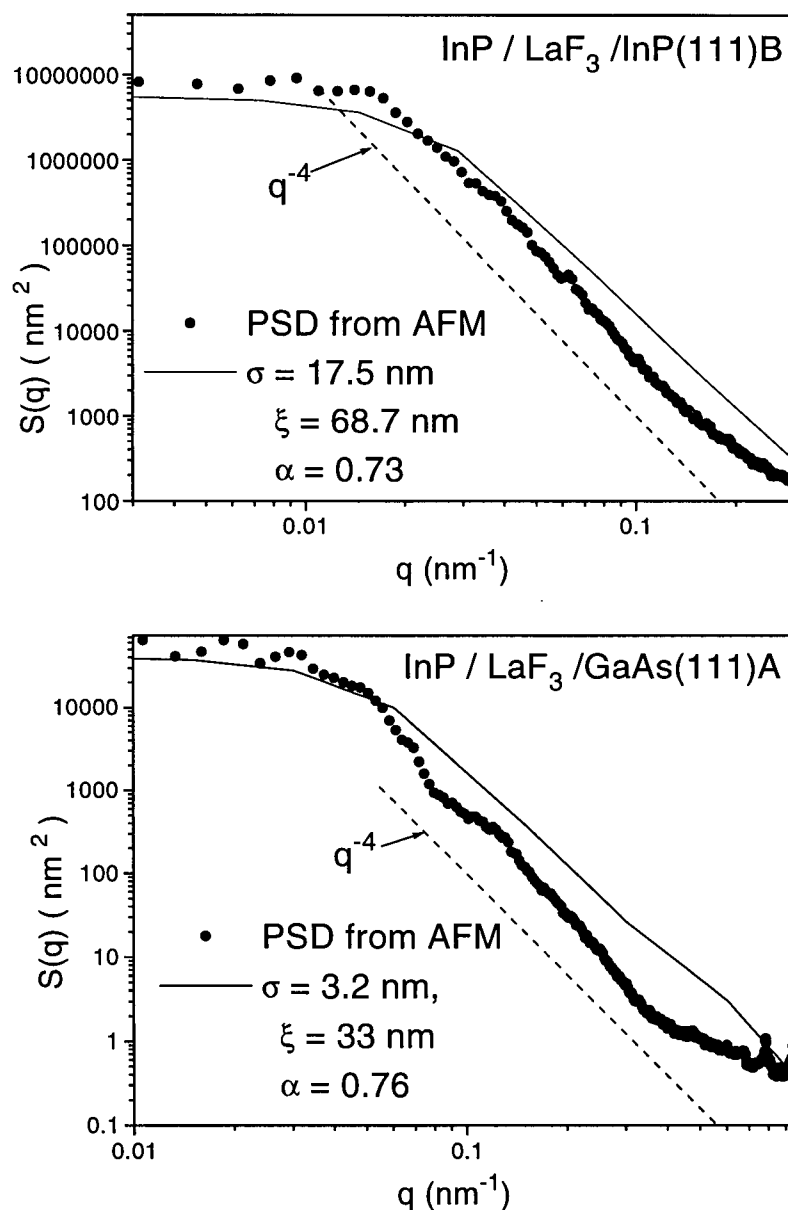 InP / LaF3 /InP(111)B
10000000
1000000
100000
10000
1000
100
S(q) ( nm2 )
q-4
PSD from AFM
σ = 17.5 nm
ξ = 68.7 nm
α = 0.73
0.01
0.1
q (nm-1)
InP / LaF3 /GaAs(111)A
10000
1000
100
10
1
0.1
S(q) ( nm2 )
q-4
PSD from AFM
σ = 3.2 nm,
ξ = 33 nm
α = 0.76
0.01
0.1
q (nm-1)